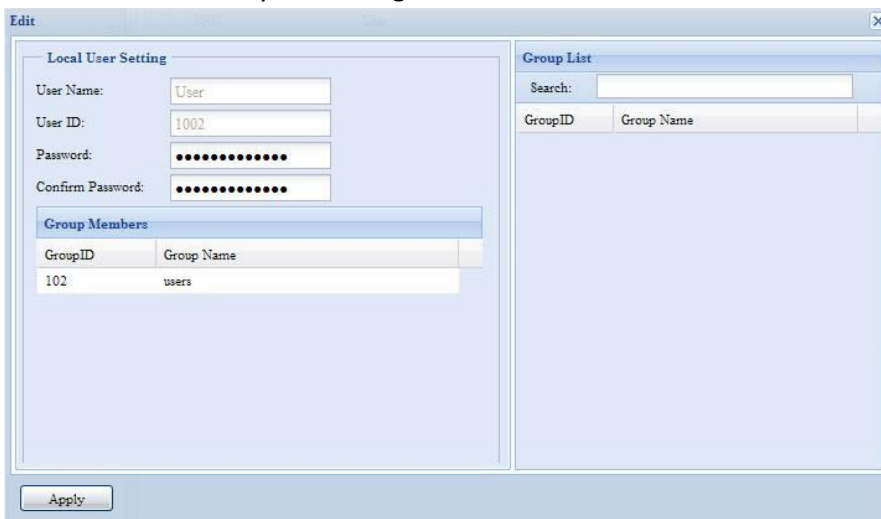 Edit
Local User Setting
User Name: User
User ID: 1002
Password: •••••••••••••
Confirm Password: •••••••••••••
Group Members
GroupID Group Name
102 users
Group List
Search:
GroupID Group Name
Apply